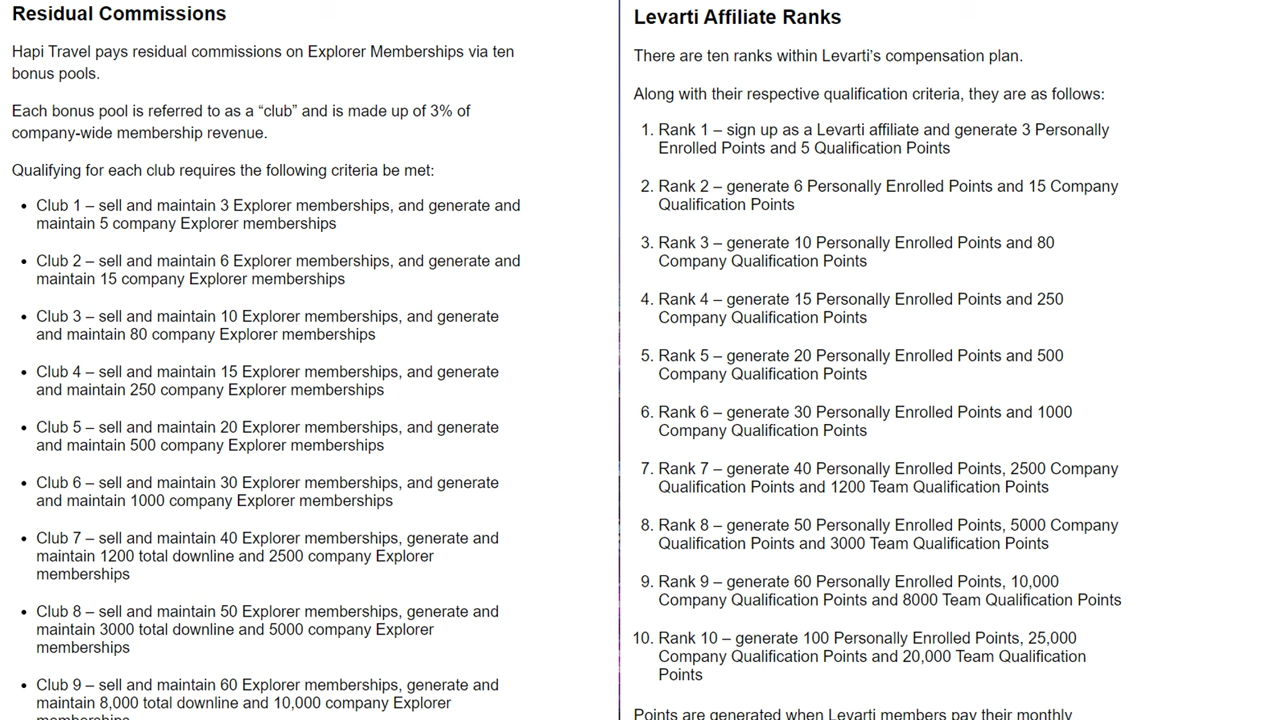 Residual Commissions
Hapi Travel pays residual commissions on Explorer Memberships via ten
bonus pools.
Each bonus pool is referred to as a “club” and is made up of 3% of
company-wide membership revenue.
Qualifying for each club requires the following criteria be met:
• Club 1 – sell and maintain 3 Explorer memberships, and generate and
maintain 5 company Explorer memberships
• Club 2 – sell and maintain 6 Explorer memberships, and generate and
maintain 15 company Explorer memberships
• Club 3 – sell and maintain 10 Explorer memberships, and generate
and maintain 80 company Explorer memberships
• Club 4 – sell and maintain 15 Explorer memberships, and generate
and maintain 250 company Explorer memberships
• Club 5 – sell and maintain 20 Explorer memberships, and generate
and maintain 500 company Explorer memberships
• Club 6 – sell and maintain 30 Explorer memberships, and generate
and maintain 1000 company Explorer memberships
• Club 7 – sell and maintain 40 Explorer memberships, generate and
maintain 1200 total downline and 2500 company Explorer
memberships
• Club 8 – sell and maintain 50 Explorer memberships, generate and
maintain 3000 total downline and 5000 company Explorer
memberships
• Club 9 – sell and maintain 60 Explorer memberships, generate and
maintain 8,000 total downline and 10,000 company Explorer
memberships
Levarti Affiliate Ranks
There are ten ranks within Levarti’s compensation plan.
Along with their respective qualification criteria, they are as follows:
1. Rank 1 – sign up as a Levarti affiliate and generate 3 Personally
Enrolled Points and 5 Qualification Points
2. Rank 2 – generate 6 Personally Enrolled Points and 15 Company
Qualification Points
3. Rank 3 – generate 10 Personally Enrolled Points and 80
Company Qualification Points
4. Rank 4 – generate 15 Personally Enrolled Points and 250
Company Qualification Points
5. Rank 5 – generate 20 Personally Enrolled Points and 500
Company Qualification Points
6. Rank 6 – generate 30 Personally Enrolled Points and 1000
Company Qualification Points
7. Rank 7 – generate 40 Personally Enrolled Points, 2500 Company
Qualification Points and 1200 Team Qualification Points
8. Rank 8 – generate 50 Personally Enrolled Points, 5000 Company
Qualification Points and 3000 Team Qualification Points
9. Rank 9 – generate 60 Personally Enrolled Points, 10,000
Company Qualification Points and 8000 Team Qualification Points
10. Rank 10 – generate 100 Personally Enrolled Points, 25,000
Company Qualification Points and 20,000 Team Qualification
Points
Points are generated when Levarti members pay their monthly